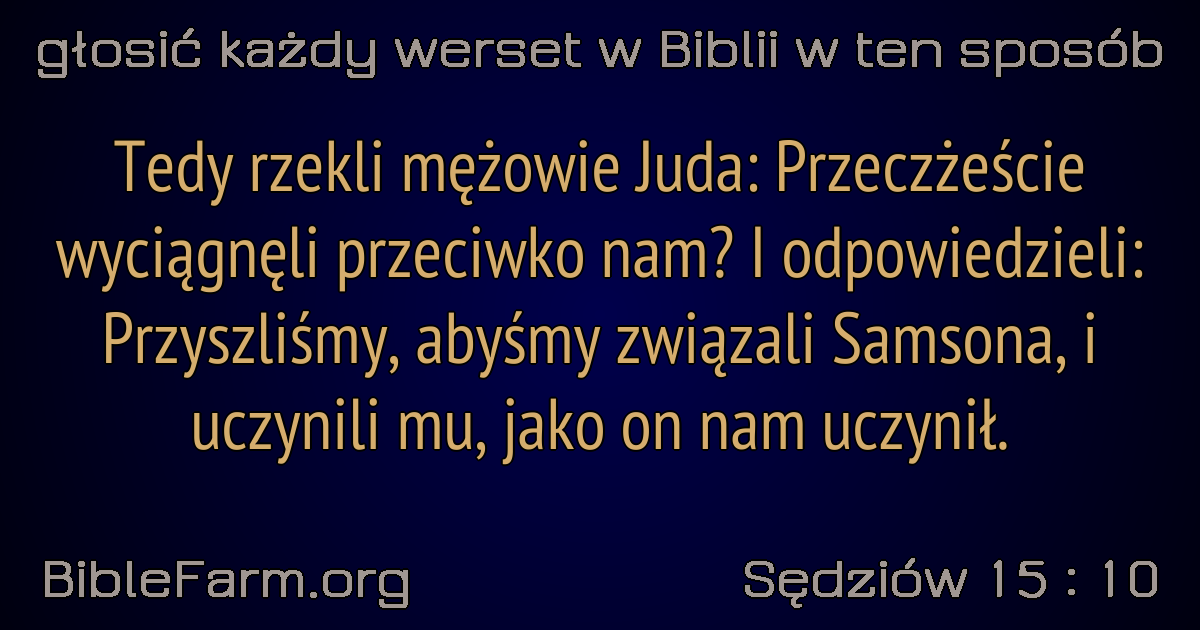 głosić każdy werset w Biblii w ten sposób
Tedy rzekli mężowie Juda: Przeczżeście
wyciągnęli przeciwko nam? I odpowiedzieli:
Przyszliśmy, abyśmy związali Samsona, i
uczynili mu, jako on nam uczynił.
BibleFarm.org
Sędziów 15 : 10